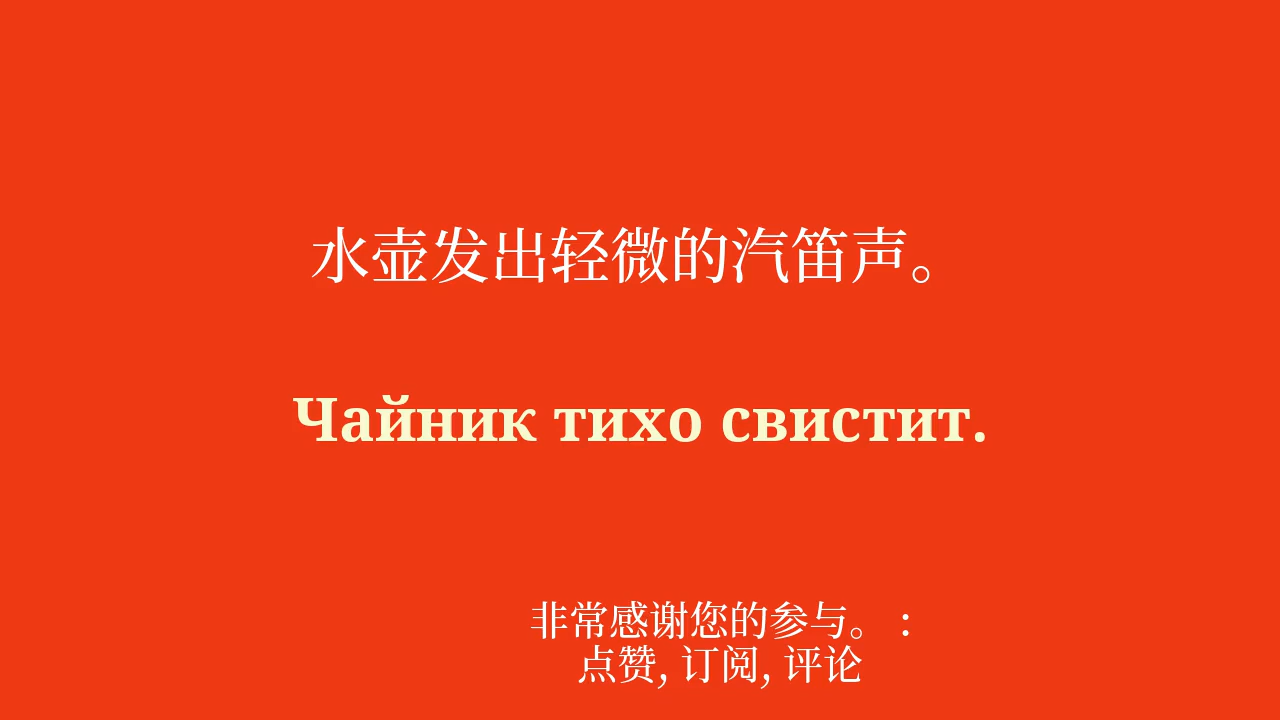 水壶发出轻微的汽笛声。
Чайник тихо свистит.
非常感谢您的参与。 :
点赞, 订阅, 评论